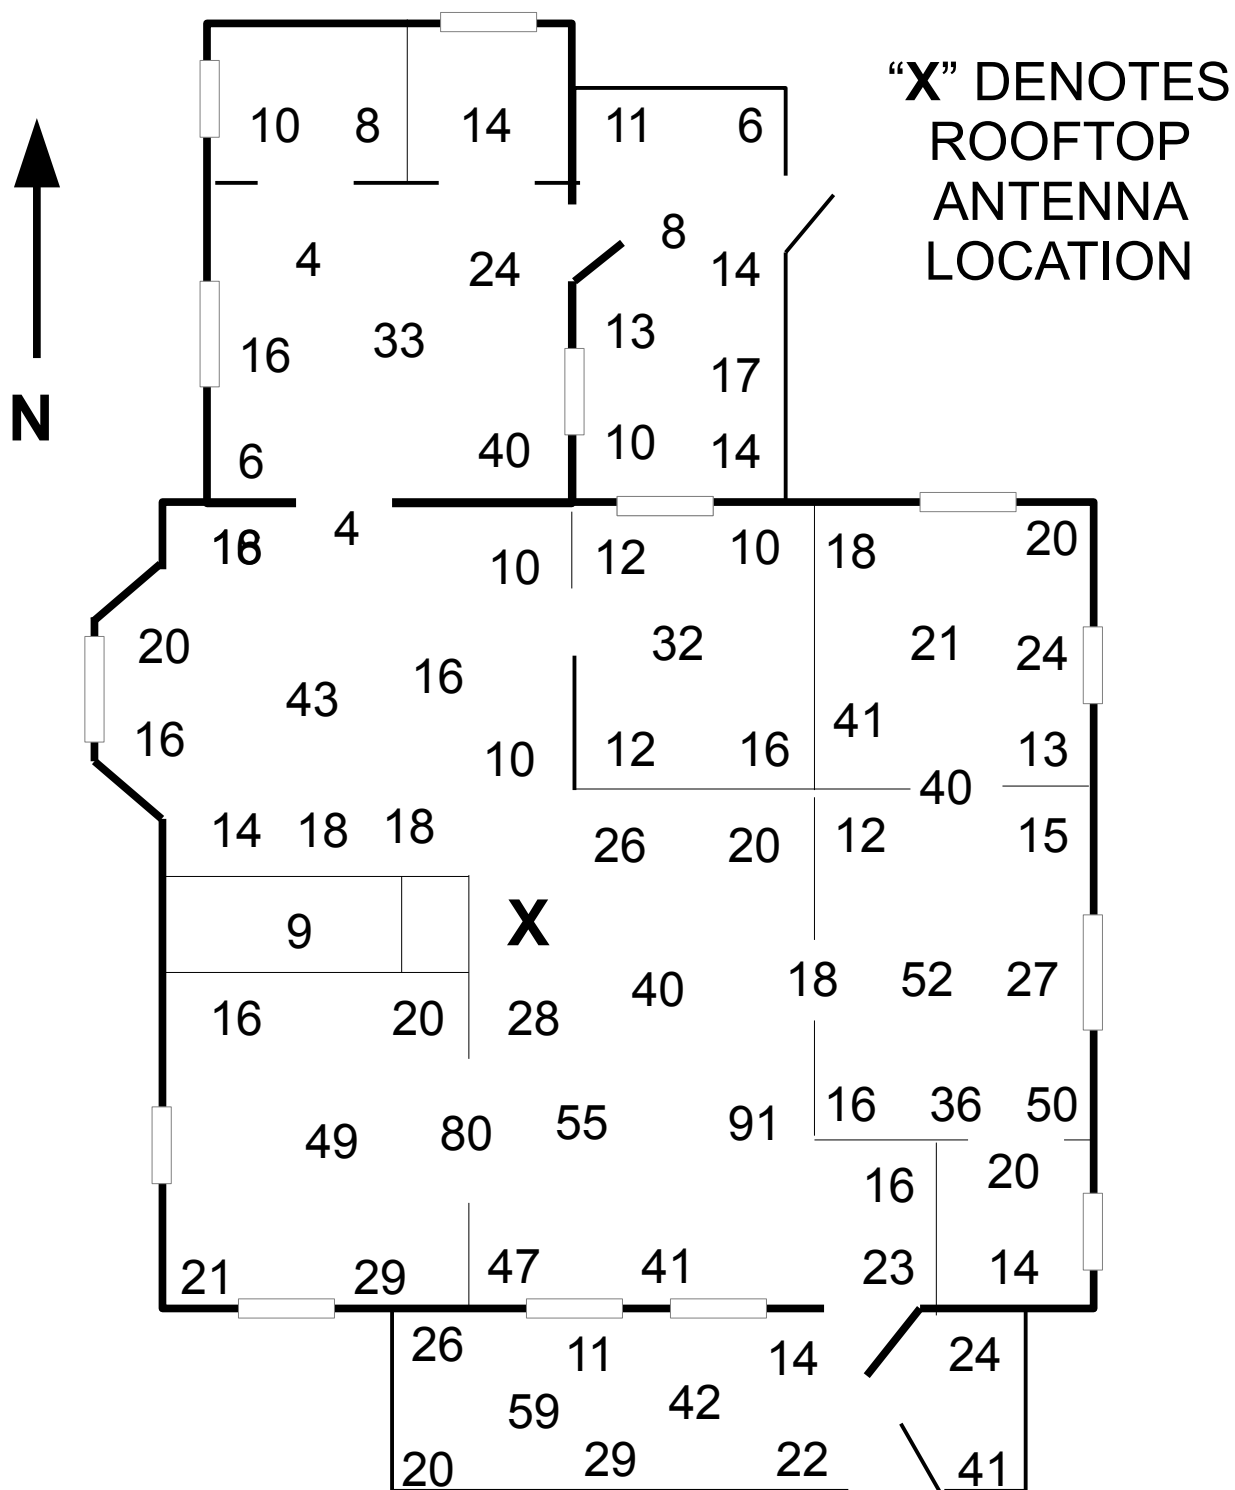 “X” DENOTES
ROOFTOP
ANTENNA
LOCATION
10 8 14 11 6
8
4 24 14
13
16 33 17
N
6 40 10 14
4
10 12 10 18 20
20 43 16 32 21 24
41
16 10 12 16 13
40
14 18 18 26 20 12 15
9 X
40 18 52 27
16 20 28
49 80 55 91 16 36 50
16 20
21 29 47 41 23 14
26 11 14 24
59 42
20 29 22 41